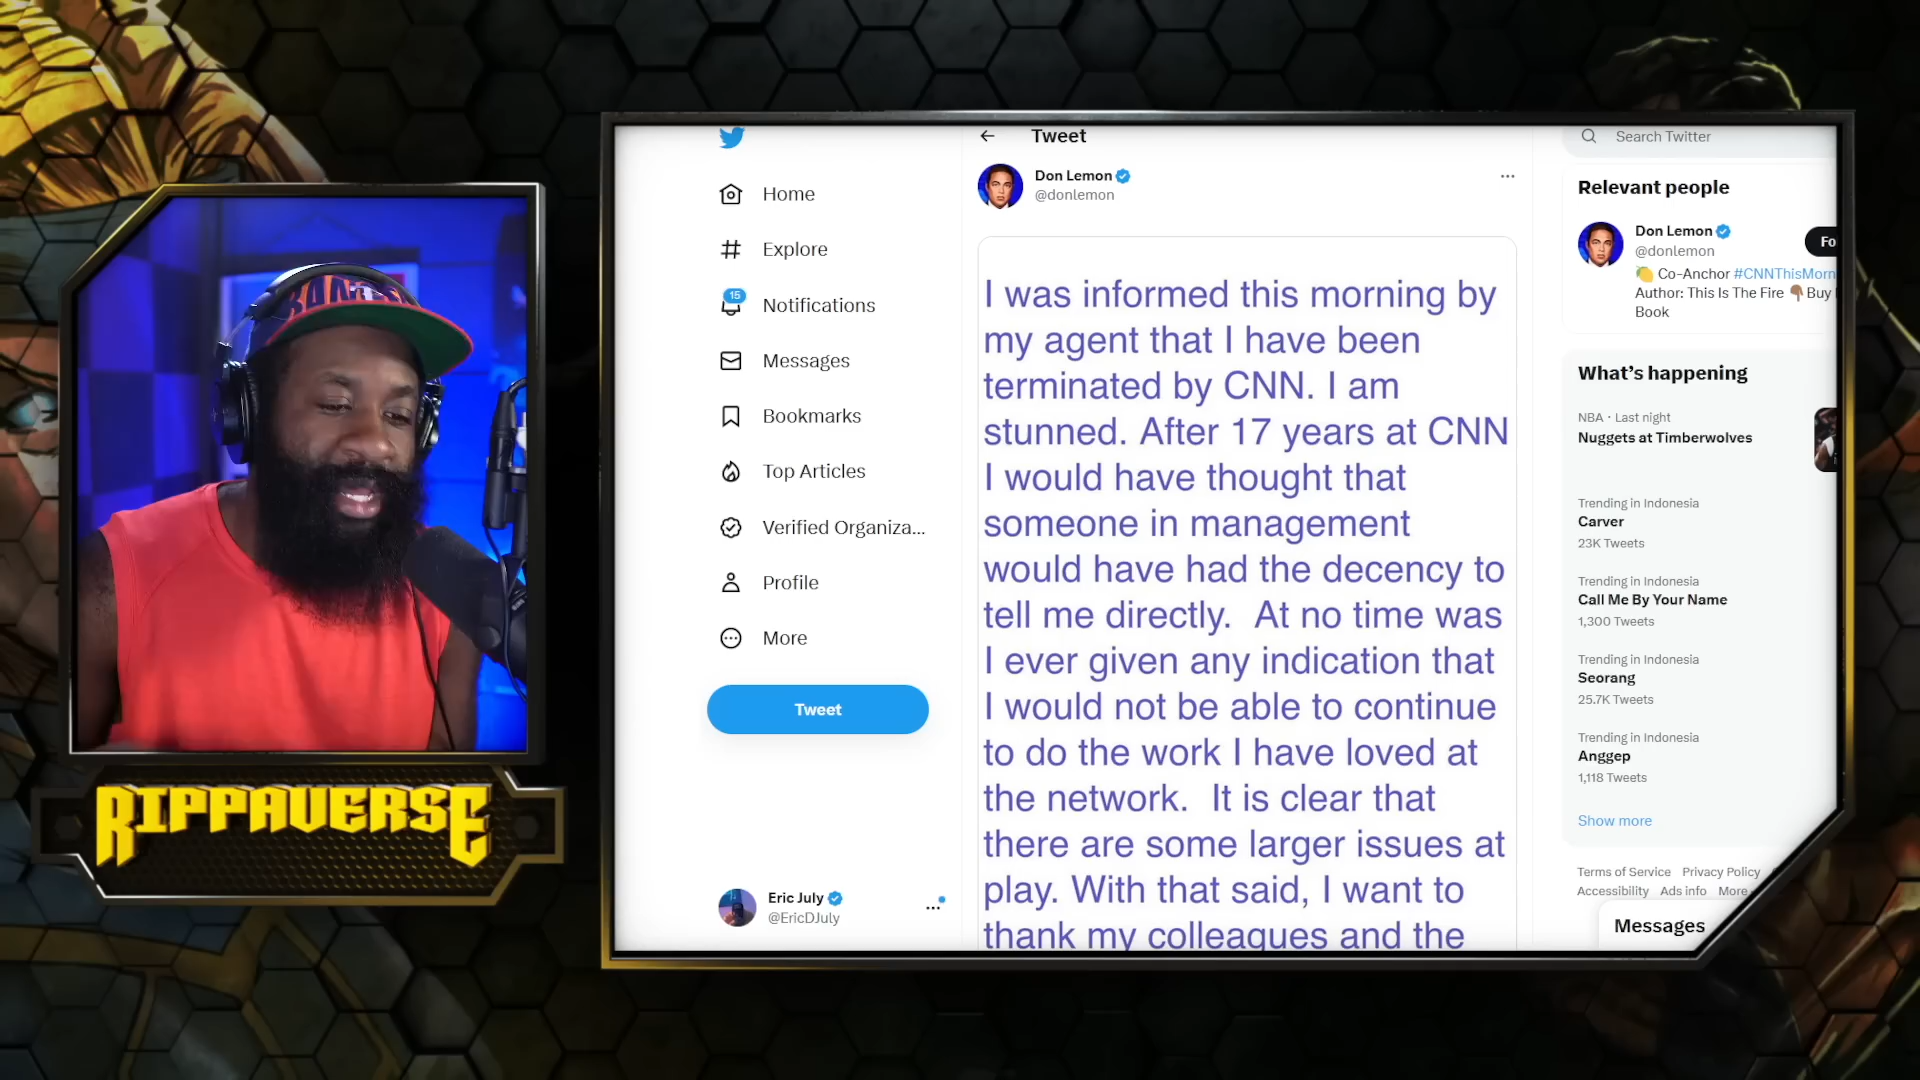 RIPPAVERSE
Home
Explore
15
Notifications
Messages
Bookmarks
Top Articles
Verified Organiza...
Profile
More
Tweet
Eric July
@EricDJuly
Tweet
Don Lemon
@donlemon
I was informed this morning by
my agent that I have been
terminated by CNN. I am
stunned. After 17 years at CNN
I would have thought that
someone in management
would have had the decency to
tell me directly.  At no time was
I ever given any indication that
I would not be able to continue
to do the work I have loved at
the network.  It is clear that
there are some larger issues at
play. With that said, I want to
thank my colleagues and the
Search Twitter
Relevant people
Don Lemon
@donlemon
Fo
🍋 Co-Anchor #CNNThisMorn
Author: This Is The Fire 👇🏽Buy
Book
What’s happening
NBA · Last night
Nuggets at Timberwolves
Trending in Indonesia
Carver
23K Tweets
Trending in Indonesia
Call Me By Your Name
1,300 Tweets
Trending in Indonesia
Seorang
25.7K Tweets
Trending in Indonesia
Anggep
1,118 Tweets
Show more
Terms of Service Privacy Policy
Accessibility Ads info More
Messages